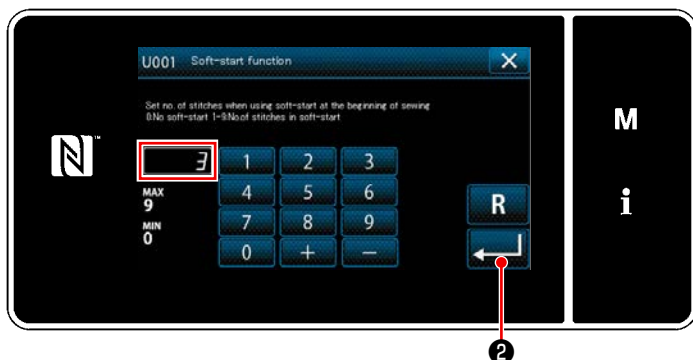 U001 Soft-start function X
Set no. of stitches when using soft-start at the beginning of sewing
0:No soft-start 1-9:No.of stitches in soft-start
M
N™
3 1 2 3
MAX
9
4 5 6
R
i
MIN
0
7 8 9
0 + −
❷